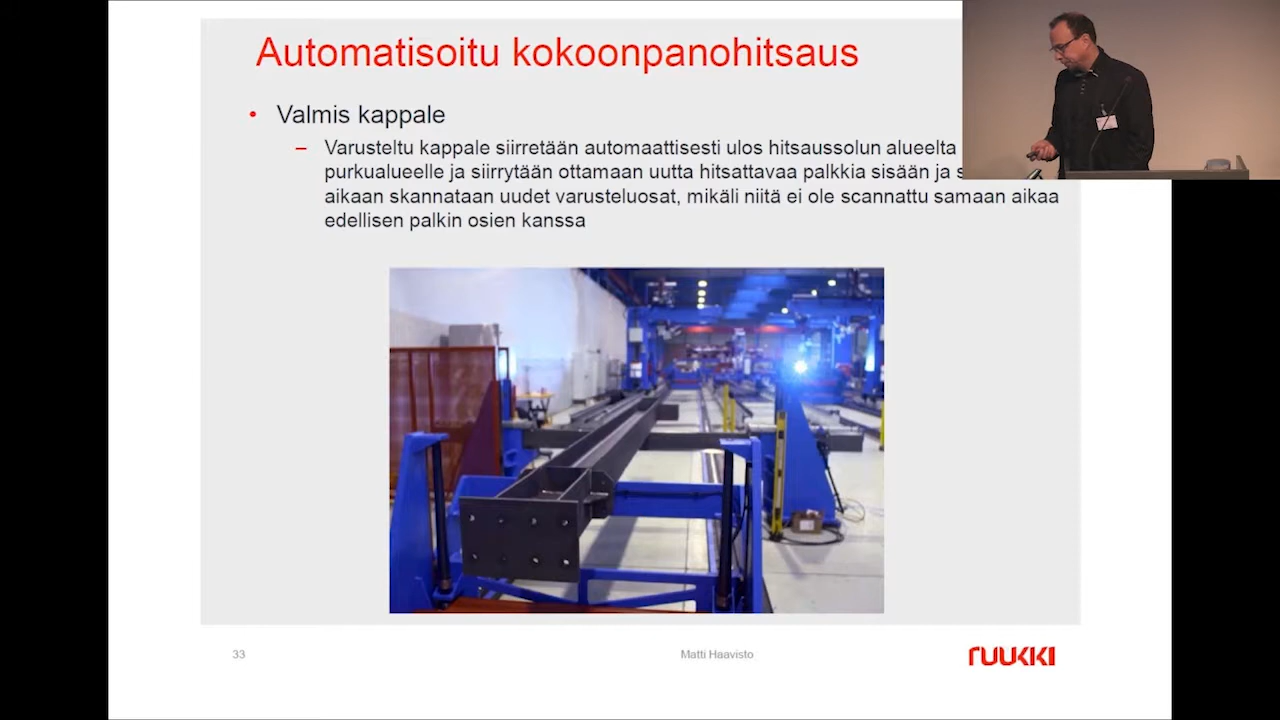 Automatisoitu kokoonpanohitsaus
• Valmis kappale
– Varusteltu kappale siirretään automaattisesti ulos hitsaussolun alueelta
purkualueelle ja siirrytään ottamaan uutta hitsattavaa palkkia sisään ja
aikaan skannataan uudet varusteluosat, mikäli niitä ei ole scannattu samaan aikaa
edellisen palkin osien kanssa
33
Matti Haavisto
RUUKKI